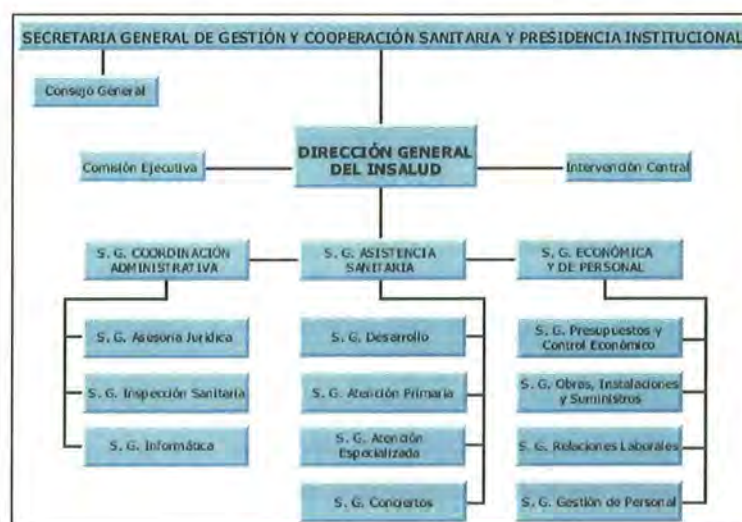 SECRETARIA GENERAL DE GESTIÓN Y COOPERACIÓN SANITARIA Y PRESIDENCIA INSTITUCIONAL
Consejo General
DIRECCIÓN GENERAL
DEL INSALUD
Comisión Ejecutiva
Intervención Central
S. G. COORDINACIÓN
ADMINISTRATIVA
S. G. ASISTENCIA
SANITARIA
S. G. ECONÓMICA
Y DE PERSONAL
S. G. Asesoría Jurídica
S. G. Inspección Sanitaria
S. G. Informática
S. G. Desarrollo
S. G. Atención Primaria
S. G. Atención
Especializada
S. G. Conciertos
S. G. Presupuestos y
Control Económico
S. G. Obras, Instalaciones
y Suministros
S. G. Relaciones Laborales
S. G. Gestión de Personal